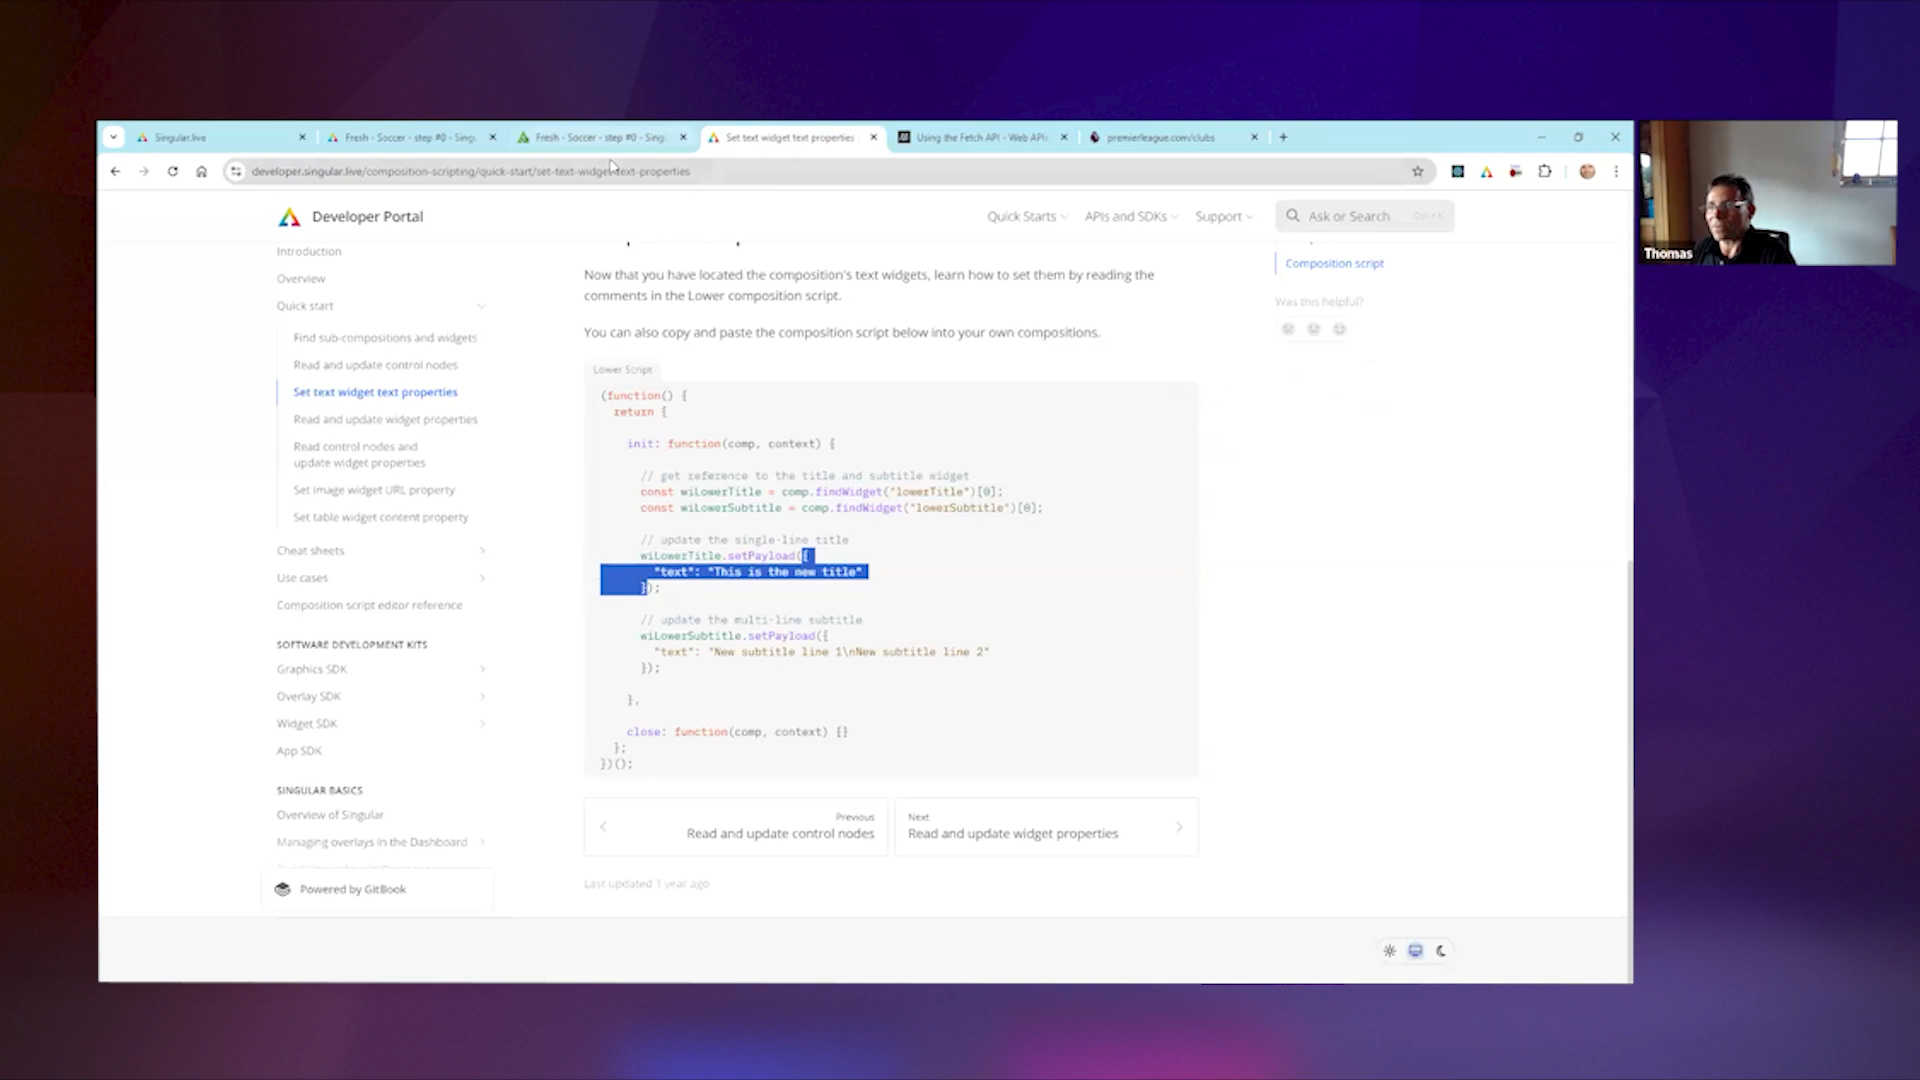 Singular.live
Fresh - Soccer - step #0 - Sing
Fresh - Soccer - step #0 - Sing
Set text widget text properties
Using the Fetch API - Web APIs
premierleague.com/clubs
developer.singular.live/composition-scripting/quick-start/set-text-widget-text-properties
Developer Portal
Quick Starts
APIs and SDKs
Support
Ask or Search
Ctrl + K
Introduction
Overview
Quick start
Find sub-compositions and widgets
Read and update control nodes
Set text widget text properties
Read and update widget properties
Read control nodes and
update widget properties
Set image widget URL property
Set table widget content property
Cheat sheets
Use cases
Composition script editor reference
SOFTWARE DEVELOPMENT KITS
Graphics SDK
Overlay SDK
Widget SDK
App SDK
SINGULAR BASICS
Overview of Singular
Managing overlays in the Dashboard
Powered by GitBook
Now that you have located the composition's text widgets, learn how to set them by reading the
comments in the Lower composition script.
You can also copy and paste the composition script below into your own compositions.
Lower Script
(function() {
return {
init: function(comp, context) {
// get reference to the title and subtitle widget
const wiLowerTitle = comp.findWidget("lowerTitle")[0];
const wiLowerSubtitle = comp.findWidget("lowerSubtitle")[0];
// update the single-line title
wiLowerTitle.setPayload({
"text": "This is the new title"
});
// update the multi-line subtitle
wiLowerSubtitle.setPayload({
"text": "New subtitle line 1\nNew subtitle line 2"
});
},
close: function(comp, context) {}
};
})();
Previous
Read and update control nodes
Next
Read and update widget properties
Last updated 1 year ago
Composition script
Was this helpful?
Thomas